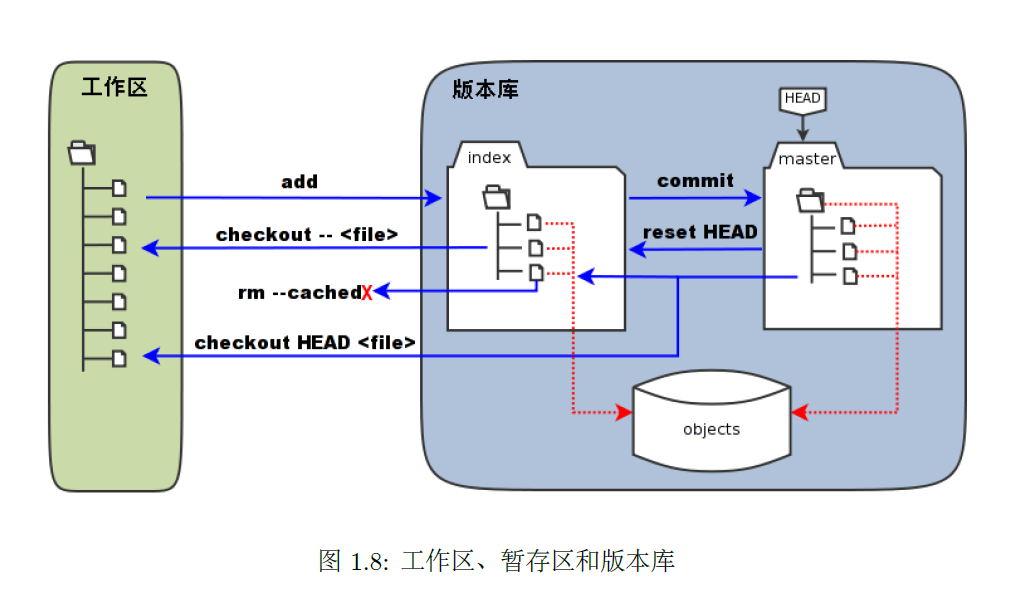 工作区
版本库
HEAD
index
master
add
commit
checkout -- <file>
reset HEAD
rm --cachedX
checkout HEAD <file>
objects
图 1.8: 工作区、暂存区和版本库